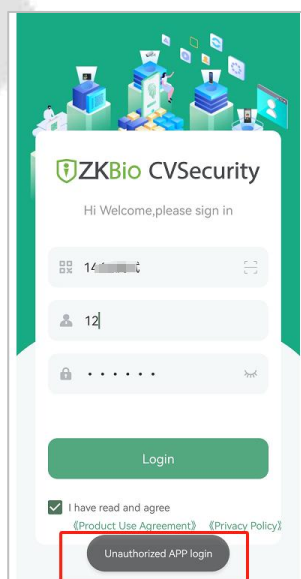 ZKBio CVSecurity
Hi Welcome,please sign in
12
Login
I have read and agree
《Product Use Agreement》 《Privacy Policy》
Unauthorized APP login